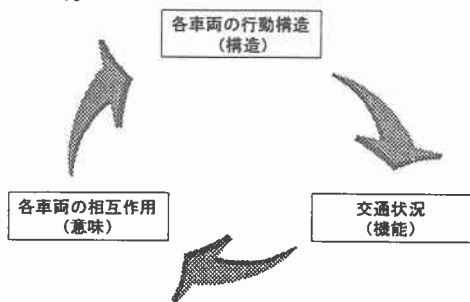 各車両の行動構造
(構造)
各車両の相互作用
(意味)
交通状況
(機能)